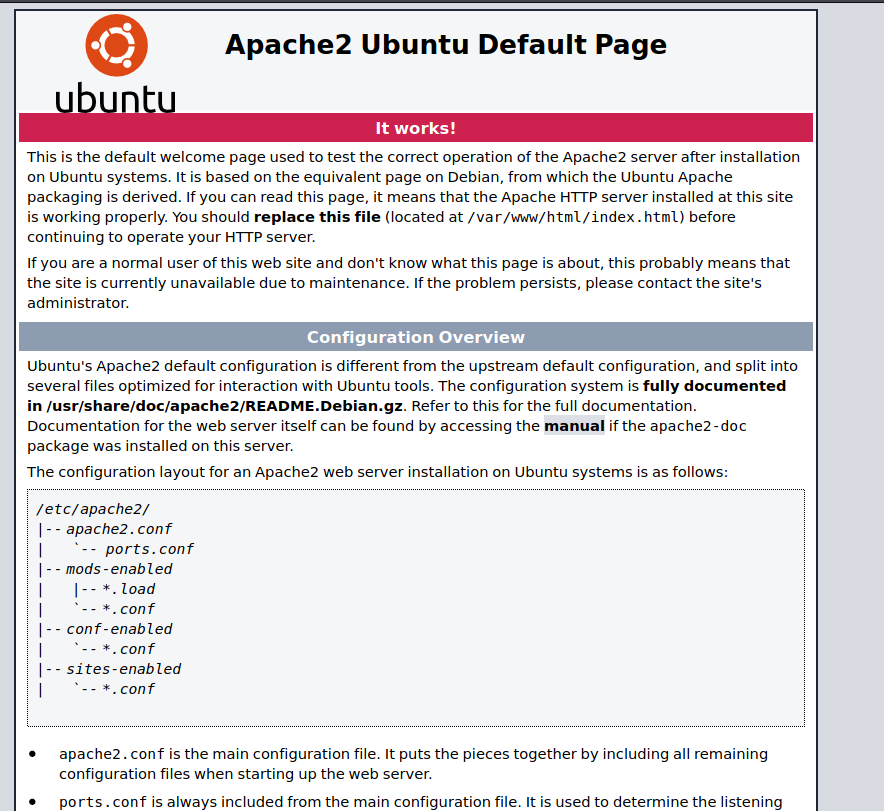 ubuntu
Apache2 Ubuntu Default Page
It works!
This is the default welcome page used to test the correct operation of the Apache2 server after installation
on Ubuntu systems. It is based on the equivalent page on Debian, from which the Ubuntu Apache
packaging is derived. If you can read this page, it means that the Apache HTTP server installed at this site
is working properly. You should replace this file (located at /var/www/html/index.html) before
continuing to operate your HTTP server.
If you are a normal user of this web site and don't know what this page is about, this probably means that
the site is currently unavailable due to maintenance. If the problem persists, please contact the site's
administrator.
Configuration Overview
Ubuntu's Apache2 default configuration is different from the upstream default configuration, and split into
several files optimized for interaction with Ubuntu tools. The configuration system is fully documented
in /usr/share/doc/apache2/README.Debian.gz. Refer to this for the full documentation.
Documentation for the web server itself can be found by accessing the manual if the apache2-doc
package was installed on this server.
The configuration layout for an Apache2 web server installation on Ubuntu systems is as follows:
/etc/apache2/
|-- apache2.conf
|   `-- ports.conf
|-- mods-enabled
|   |-- *.load
|   `-- *.conf
|-- conf-enabled
|   `-- *.conf
|-- sites-enabled
|   `-- *.conf
● apache2.conf is the main configuration file. It puts the pieces together by including all remaining
configuration files when starting up the web server.
● ports.conf is always included from the main configuration file. It is used to determine the listening